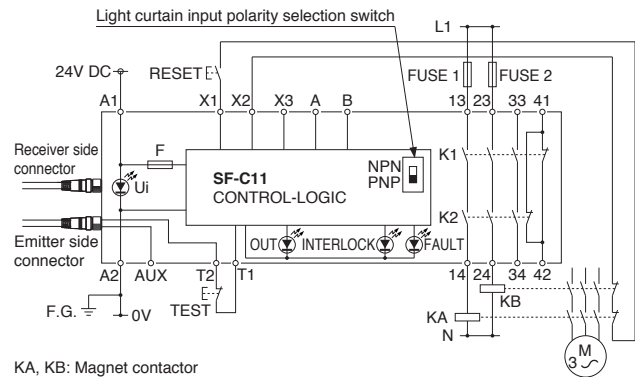 Light curtain input polarity selection switch
L1
24V DC
RESET
FUSE 1
FUSE 2
A1
X1
X2
X3
A
B
13
23
33
41
Receiver side
connector
F
Ui
SF-C11
CONTROL-LOGIC
NPN
PNP
K1
K2
OUT
INTERLOCK
FAULT
Emitter side
connector
A2
AUX
T2
T1
14
24
34
42
F.G.
0V
TEST
KB
KA
N
M
3
KA, KB: Magnet contactor